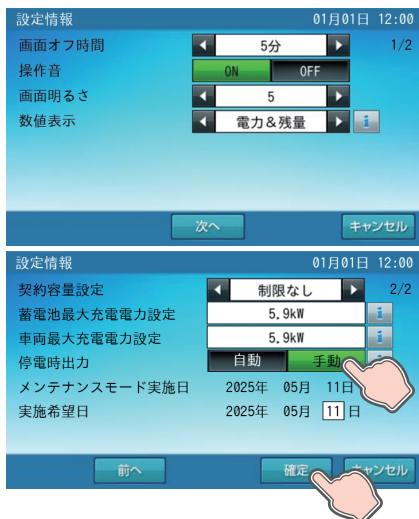 設定情報 01月01日 12:00
画面オフ時間 5分 1/2
操作音 ON OFF
画面明るさ 5
数値表示 電力&残量 i
次へ キャンセル
設定情報 01月01日 12:00
契約容量設定 制限なし 2/2
蓄電池最大充電電力設定 5.9kW i
車両最大充電電力設定 5.9kW i
停電時出力 自動 手動 i
メンテナンスモード実施日 2025年 05月 11日
実施希望日 2025年 05月 11日
前へ 確定 キャンセル